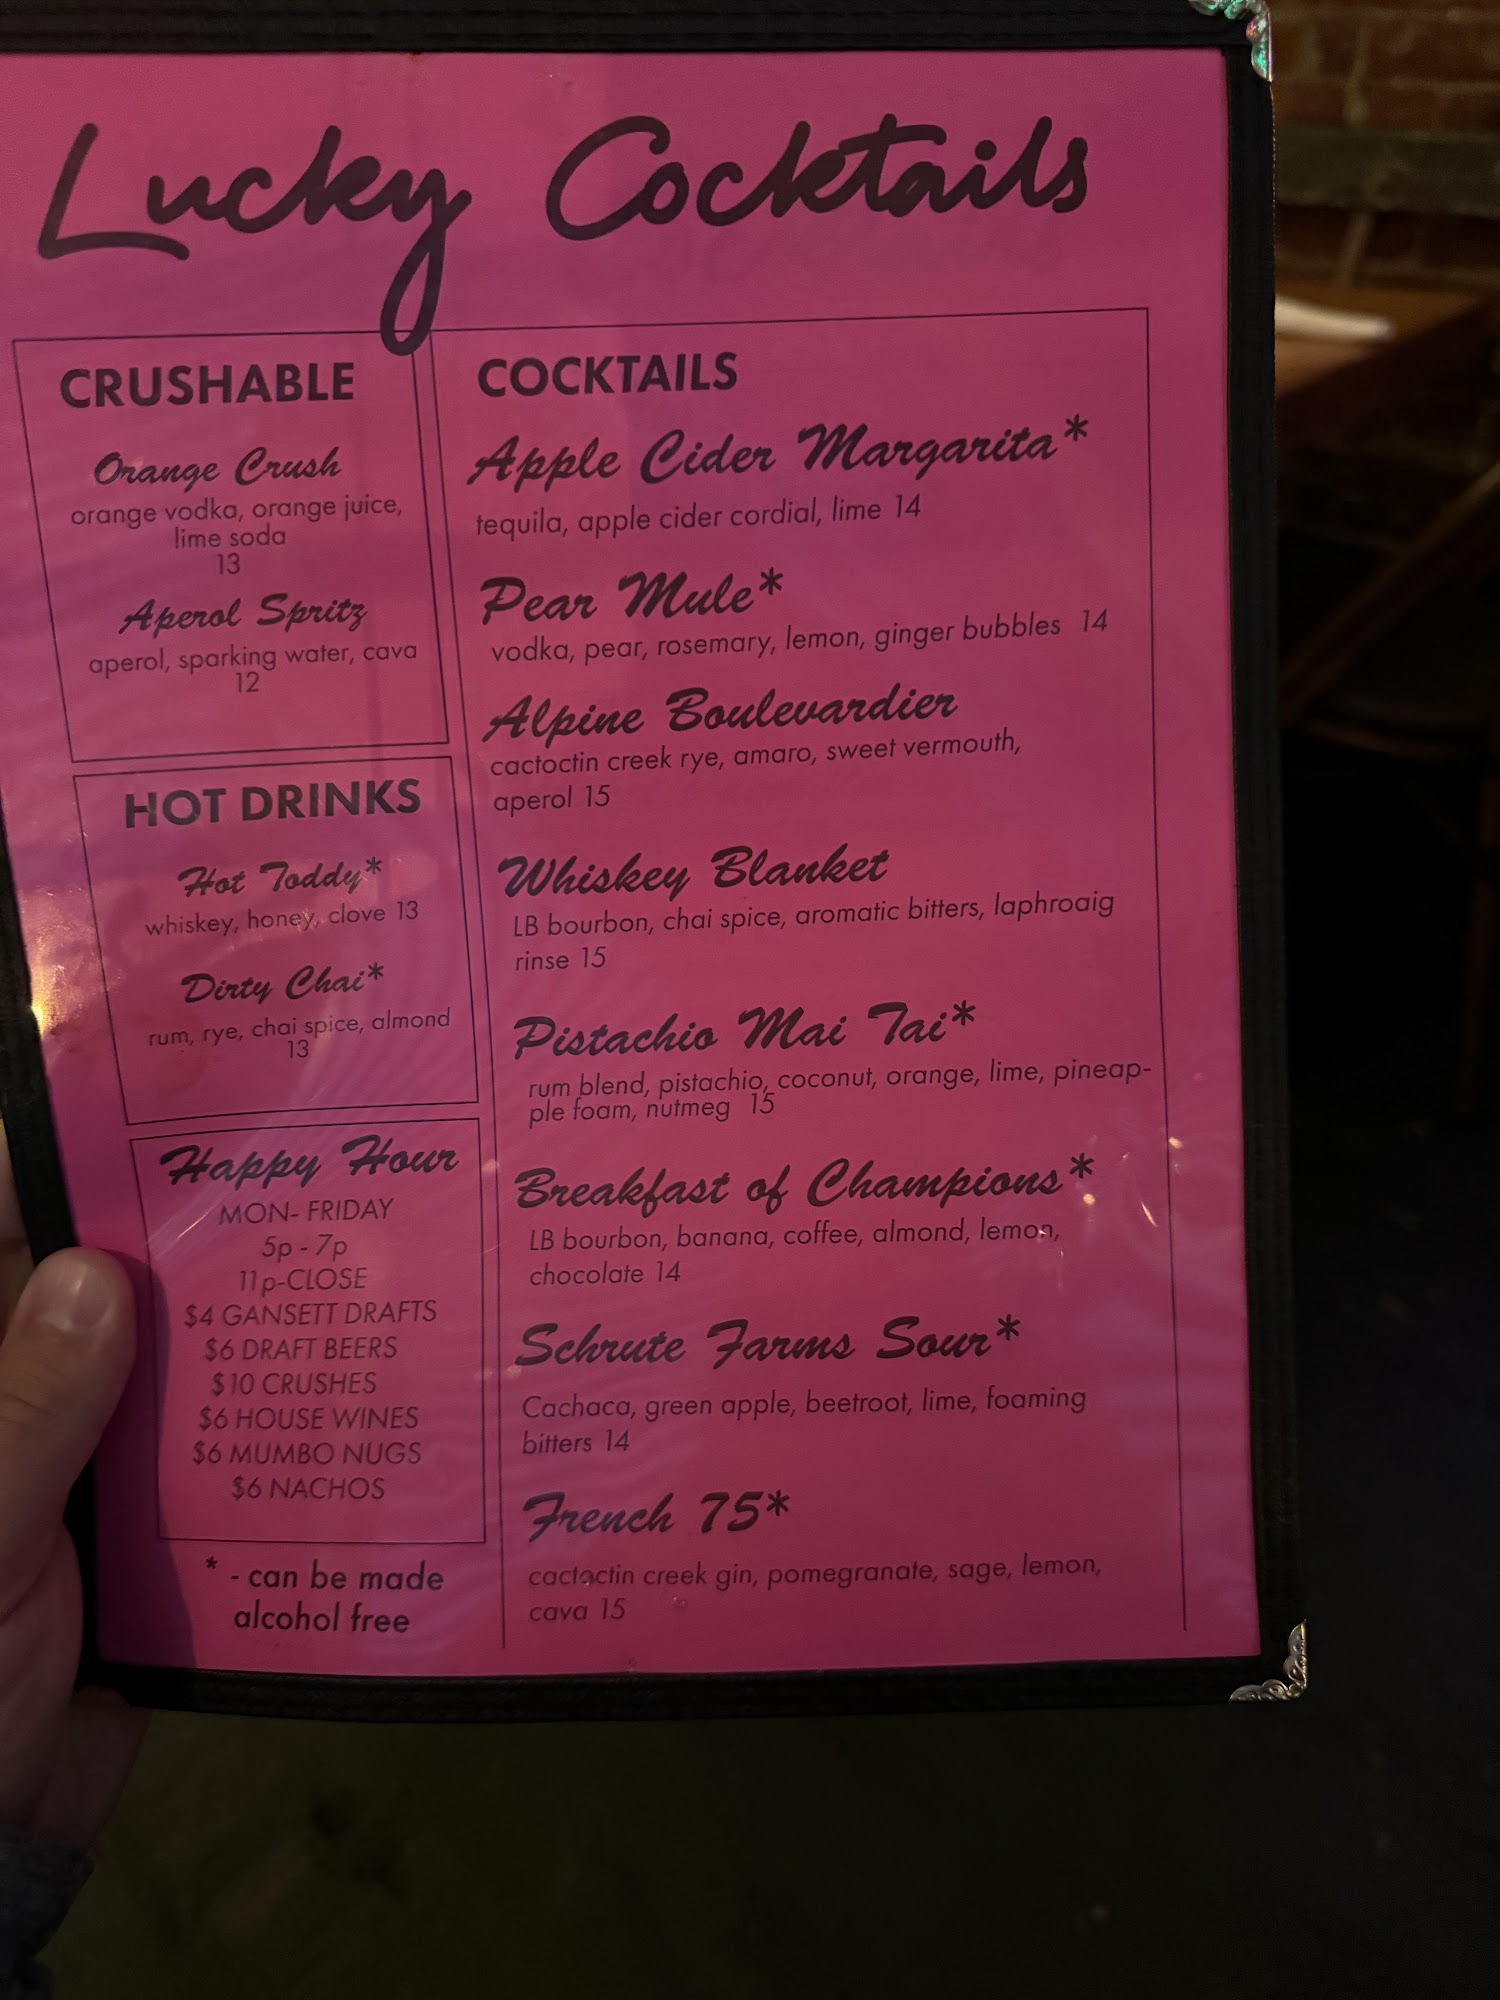 Lucky Cocktails
CRUSHABLE
Orange Crush
orange vodka, orange juice,
lime soda
13
Aperol Spritz
aperol, sparking water, cava
12
HOT DRINKS
Hot Toddy*
whiskey, honey, clove 13
Dirty Chai*
rum, rye, chai spice, almond
13
Happy Hour
MON- FRIDAY
5p - 7p
11p-CLOSE
$4 GANSETT DRAFTS
$6 DRAFT BEERS
$10 CRUSHES
$6 HOUSE WINES
$6 MUMBO NUGS
$6 NACHOS
* - can be made
alcohol free
COCKTAILS
Apple Cider Margarita*
tequila, apple cider cordial, lime 14
Pear Mule*
vodka, pear, rosemary, lemon, ginger bubbles 14
Alpine Boulevardier
cactoctin creek rye, amaro, sweet vermouth,
aperol 15
Whiskey Blanket
LB bourbon, chai spice, aromatic bitters, laphroaig
rinse 15
Pistachio Mai Tai*
rum blend, pistachio, coconut, orange, lime, pineap-
ple foam, nutmeg 15
Breakfast of Champions*
LB bourbon, banana, coffee, almond, lemon,
chocolate 14
Schrute Farms Sour*
Cachaca, green apple, beetroot, lime, foaming
bitters 14
French 75*
cactoctin creek gin, pomegranate, sage, lemon,
cava 15